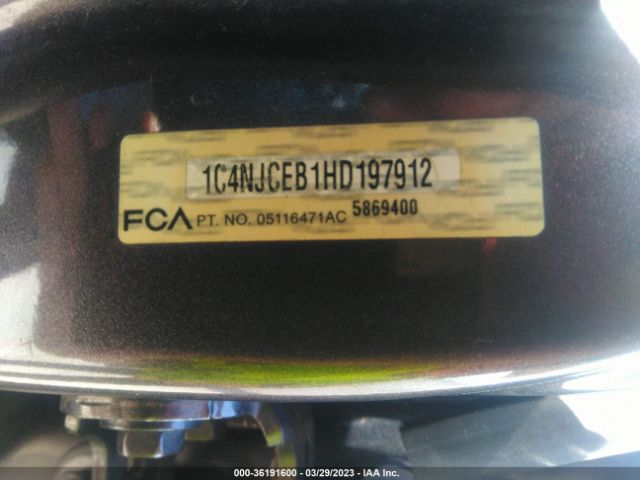 1C4NJCEB1HD197912
FCA PT. NO. 05116471AC 5869400
000-36191600 - 03/29/2023 - IAA Inc.